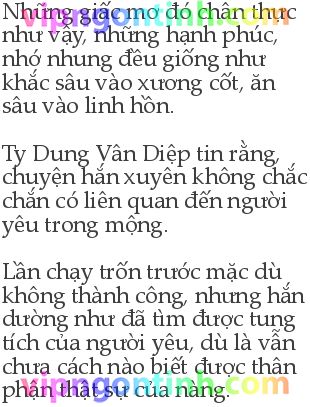 vipngontinh.com
Những giấc mơ đó chân thực
như vậy, những hạnh phúc,
nhớ nhung đều giống như
khắc sâu vào xương cốt, ăn
sâu vào linh hồn.
Ty Dung Vân Diệp tin rằng,
chuyện hắn xuyên không chắc
chắn có liên quan đến người
yêu trong mộng.
Lần chạy trốn trước mặc dù
không thành công, nhưng hắn
dường như đã tìm được tung
tích của người yêu, dù là vẫn
chưa cách nào biết được thân
phận thật sự của nàng.
vipngontinh.com